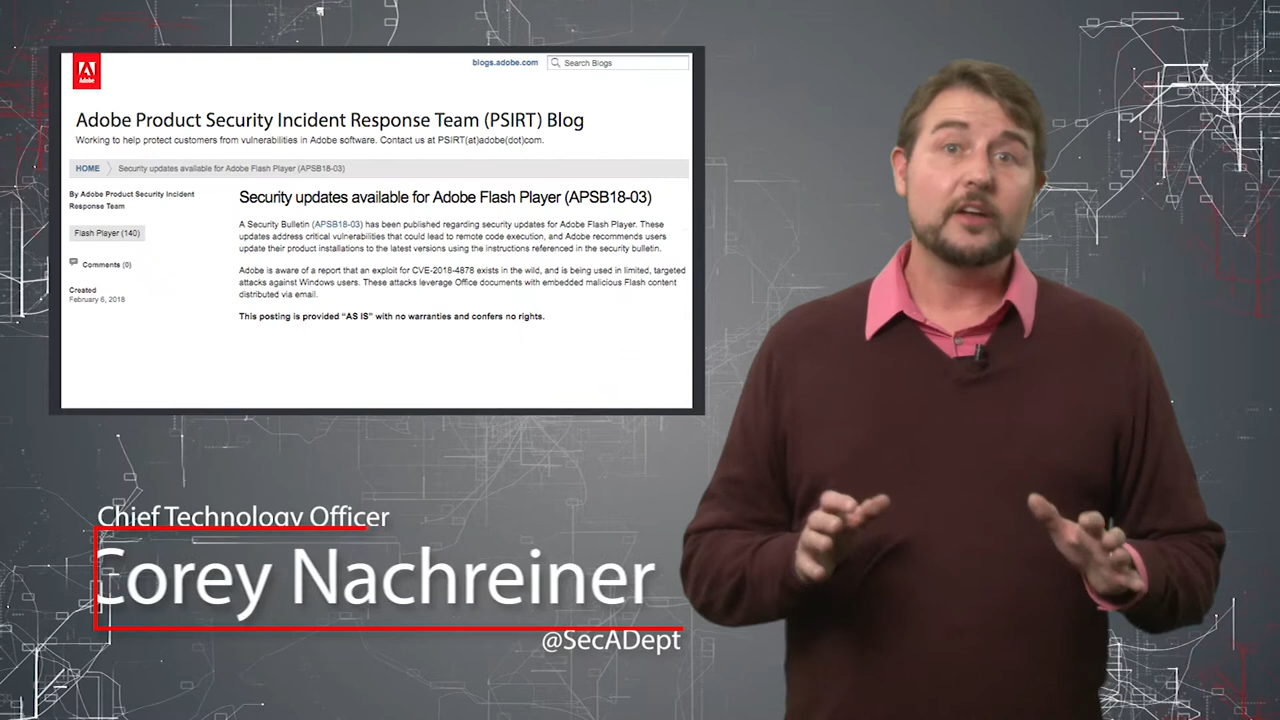 Adobe
blogs.adobe.com
Search Blogs
Adobe Product Security Incident Response Team (PSIRT) Blog
Working to help protect customers from vulnerabilities in Adobe software. Contact us at PSIRT(at)adobe(dot)com.
HOME
Security updates available for Adobe Flash Player (APSB18-03)
By Adobe Product Security Incident
Response Team
Flash Player (140)
Comments (0)
Created
February 6, 2018
Security updates available for Adobe Flash Player (APSB18-03)
A Security Bulletin (APSB18-03) has been published regarding security updates for Adobe Flash Player. These
updates address critical vulnerabilities that could lead to remote code execution, and Adobe recommends users
update their product installations to the latest versions using the instructions referenced in the security bulletin.
Adobe is aware of a report that an exploit for CVE-2018-4878 exists in the wild, and is being used in limited, targeted
attacks against Windows users. These attacks leverage Office documents with embedded malicious Flash content
distributed via email.
This posting is provided “AS IS” with no warranties and confers no rights.
Chief Technology Officer
Corey Nachreiner
@SecADept